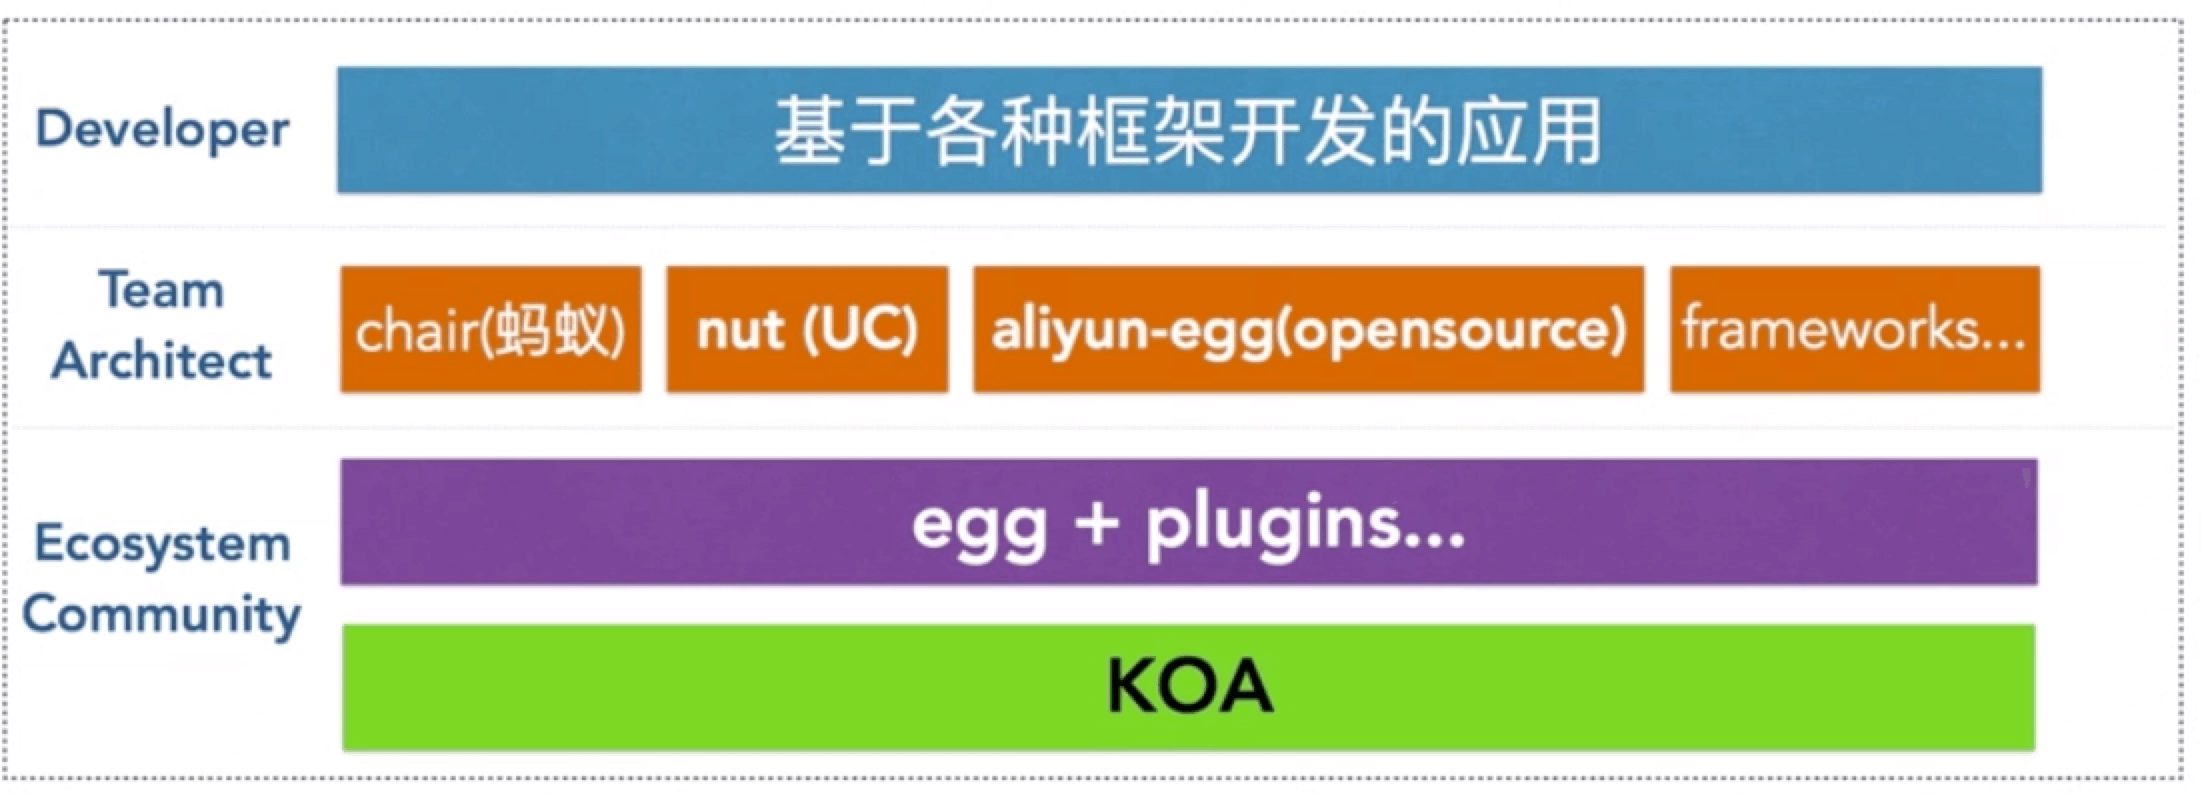 Developer
基于各种框架开发的应用
Team
Architect
chair(蚂蚁)
nut (UC)
aliyun-egg(opensource)
frameworks...
Ecosystem
Community
egg + plugins...
KOA